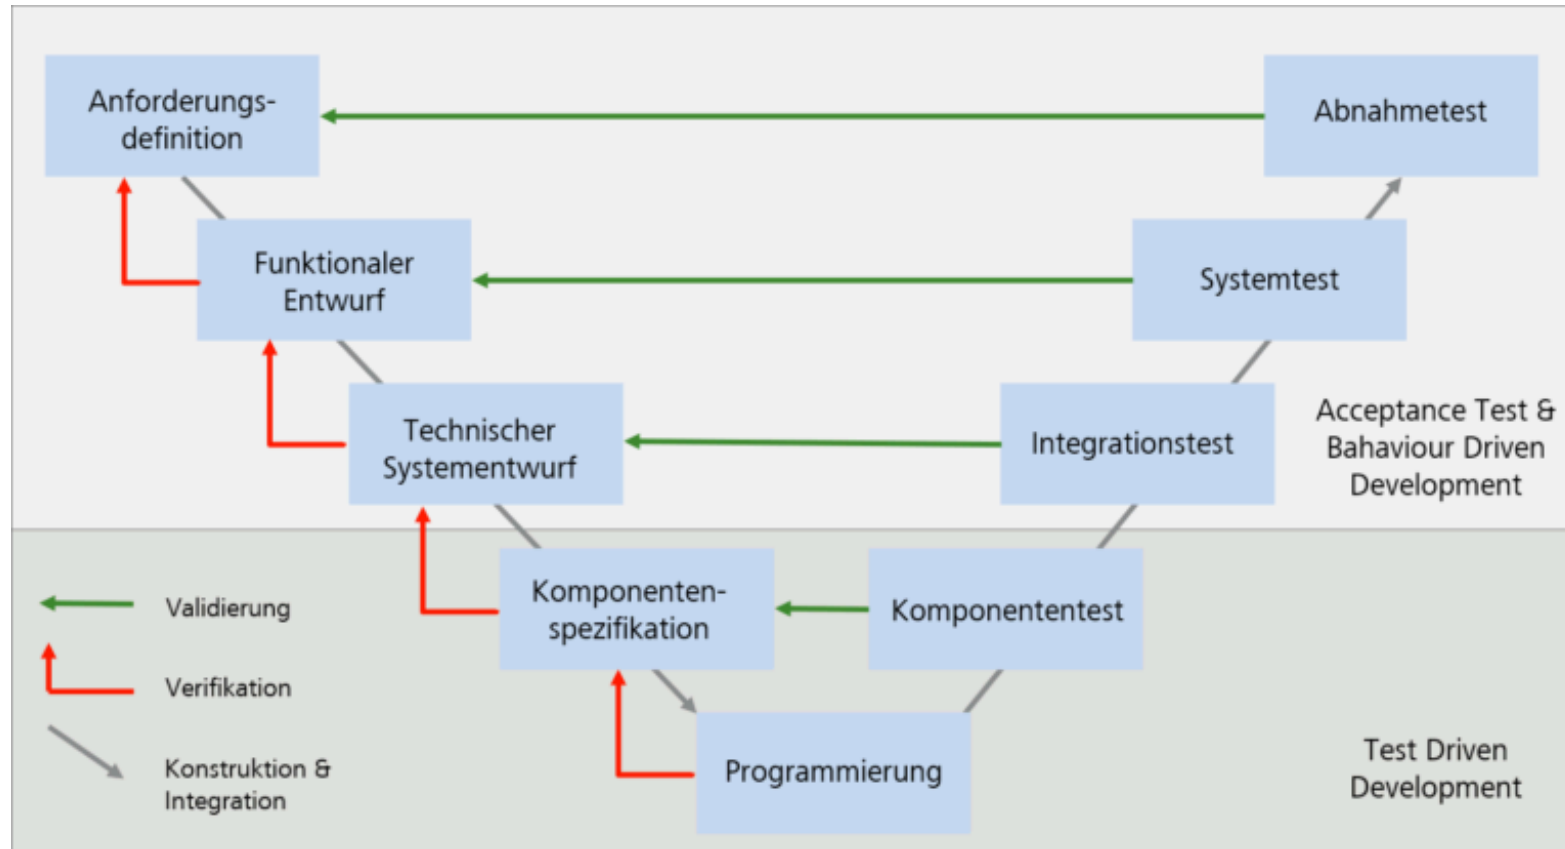 Anforderungs-
definition
Abnahmetest
Funktionaler
Entwurf
Systemtest
Technischer
Systementwurf
Integrationstest
Acceptance Test &
Bahaviour Driven
Development
Komponenten-
spezifikation
Komponententest
Validierung
Verifikation
Konstruktion &
Integration
Programmierung
Test Driven
Development